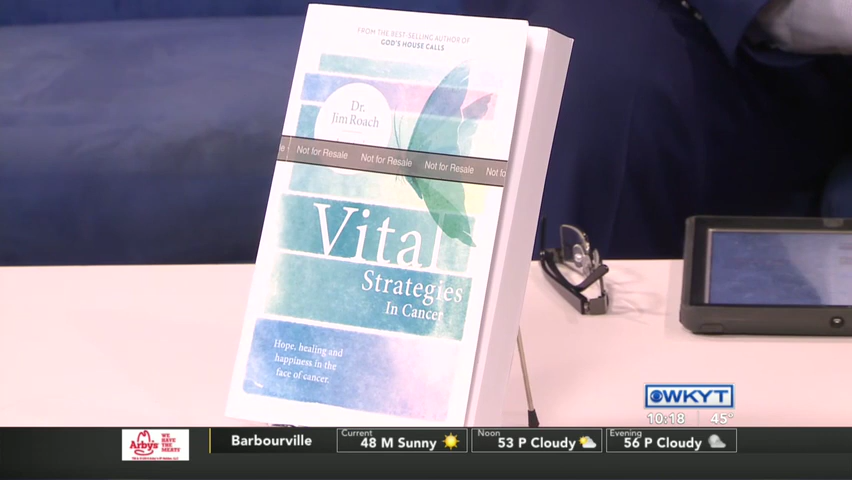 FROM THE BEST-SELLING AUTHOR OF
GOD'S HOUSE CALLS
Dr.
Jim Roach
Not for Resale Not for Resale Not for Resale Not fo
Vital
Strategies
In Cancer
Hope, healing and
happiness in the
face of cancer.
WKYT
10:18 45°
Arby's
WE
HAVE
THE
MEATS!
Barbourville
Current
48 M Sunny
Noon
53 P Cloudy
Evening
56 P Cloudy